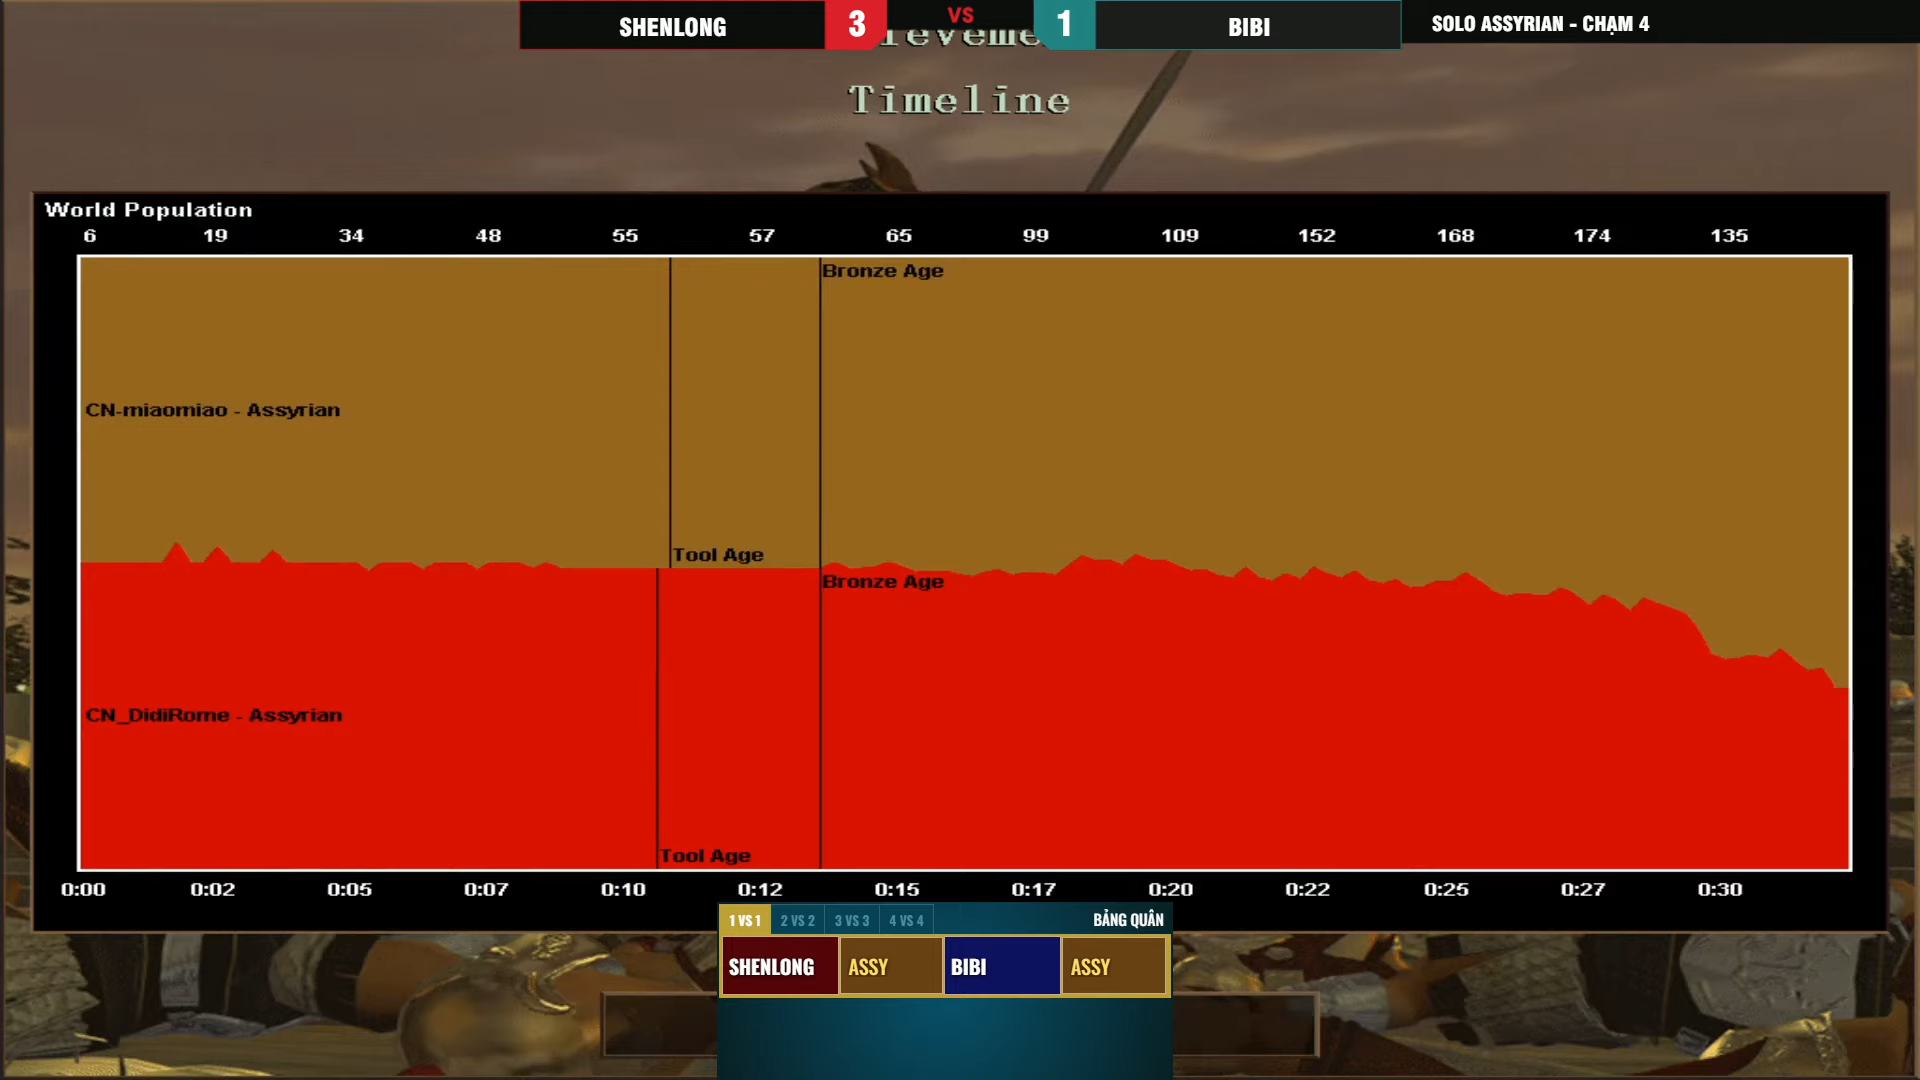 SHENLONG 3 VS 1 BIBI SOLO ASSYRIAN - CHẠM 4
Timeline
World Population
6 19 34 48 55 57 65 99 109 152 168 174 135
Bronze Age
CN-miaomiao - Assyrian
Tool Age
Bronze Age
CN_DidiRome - Assyrian
Tool Age
0:00 0:02 0:05 0:07 0:10 0:12 0:15 0:17 0:20 0:22 0:25 0:27 0:30
1 VS 1 2 VS 2 3 VS 3 4 VS 4 BẢNG QUÂN
SHENLONG ASSY BIBI ASSY